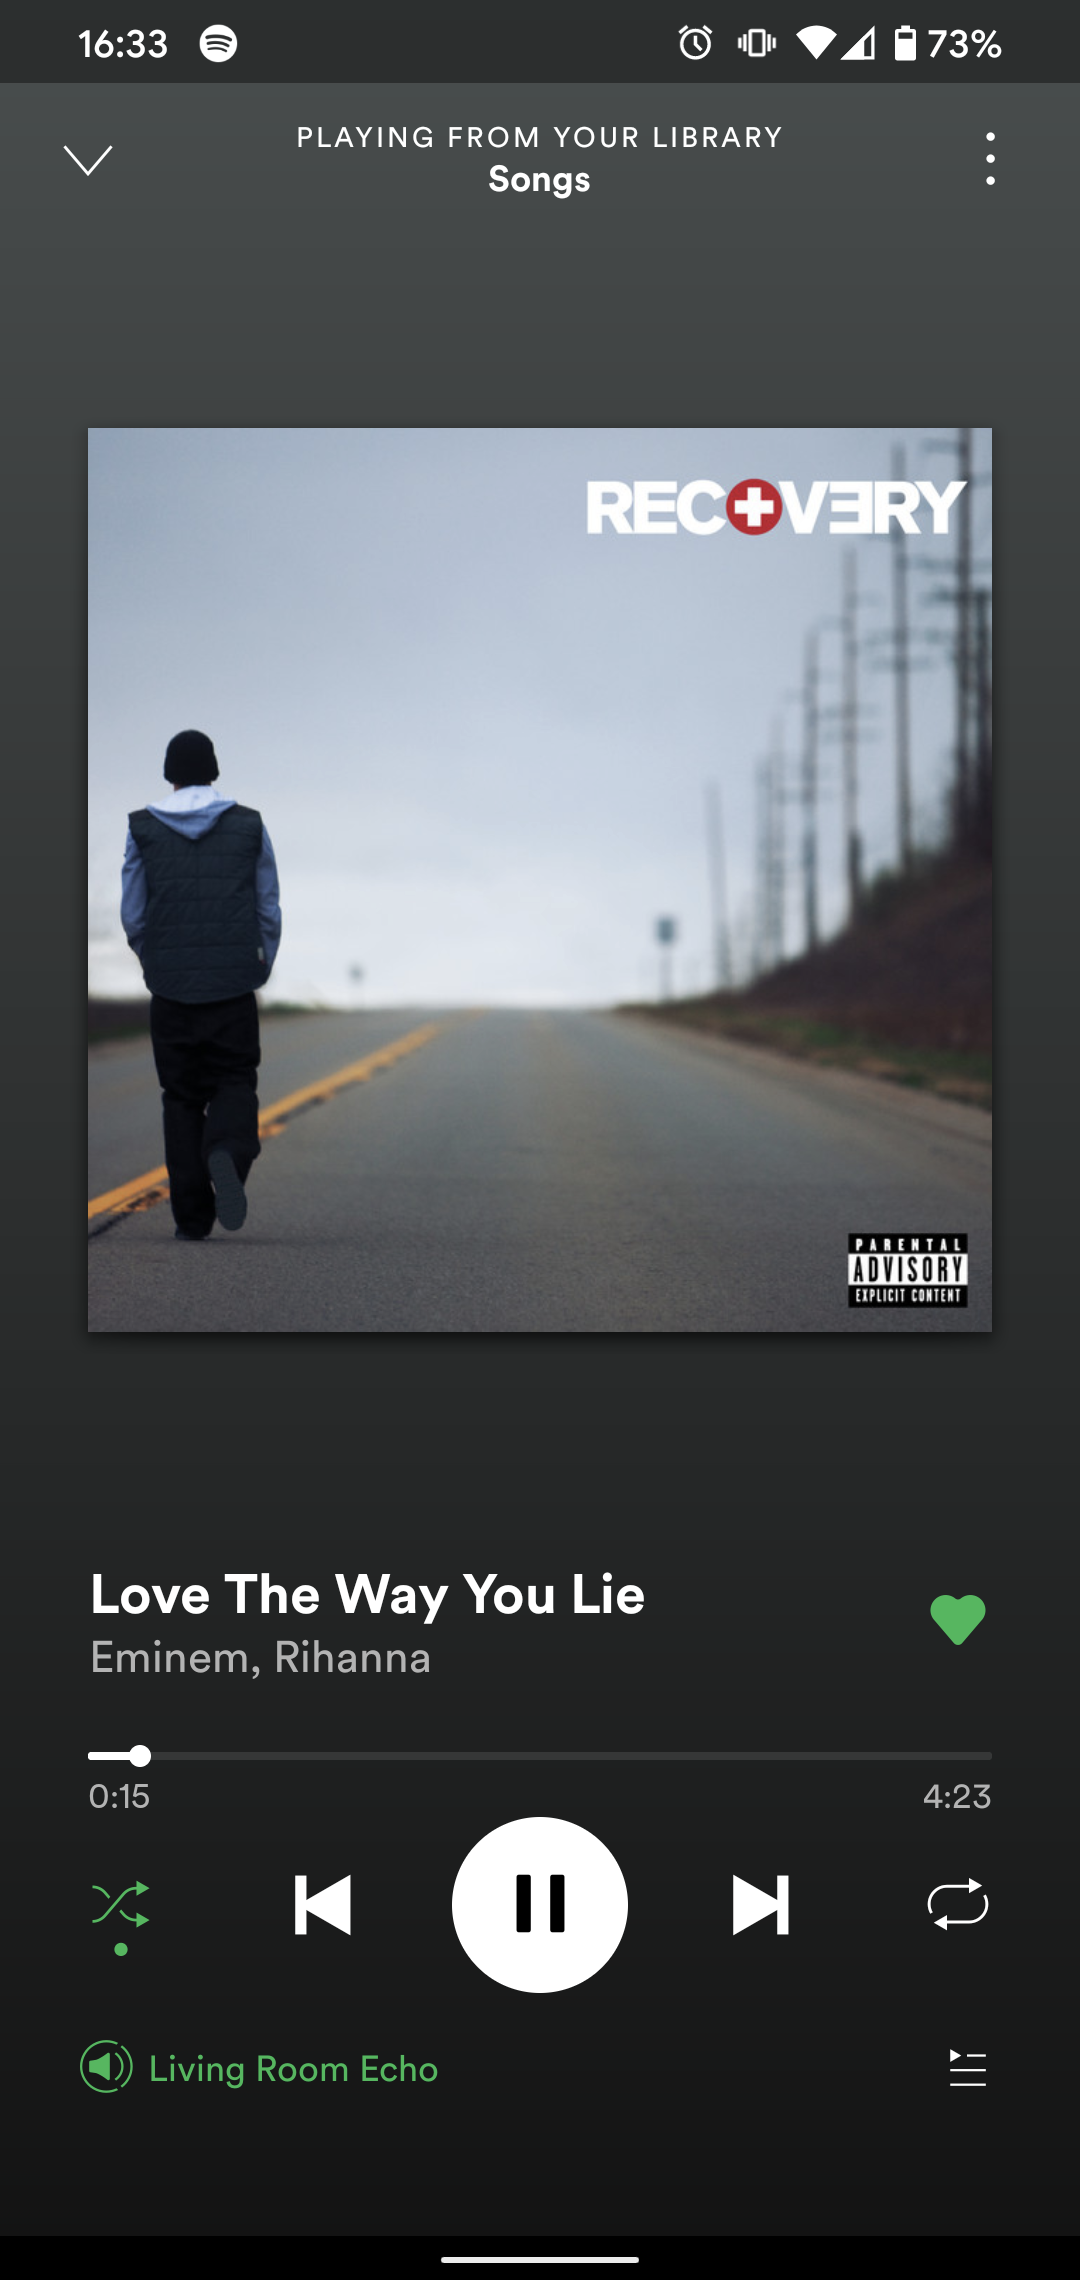 16:33 73%
PLAYING FROM YOUR LIBRARY
Songs
RECOVERY
PARENTAL
ADVISORY
EXPLICIT CONTENT
Love The Way You Lie
Eminem, Rihanna
0:15 4:23
Living Room Echo